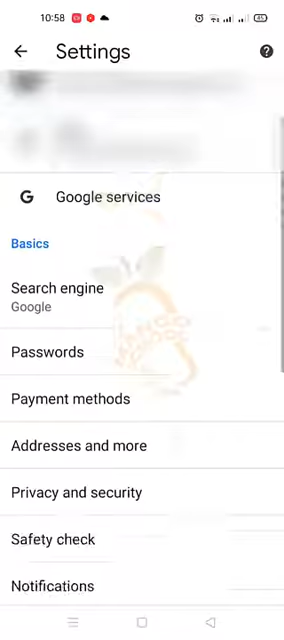 10:58
Settings
Google services
Basics
Search engine
Google
Passwords
Payment methods
Addresses and more
Privacy and security
Safety check
Notifications